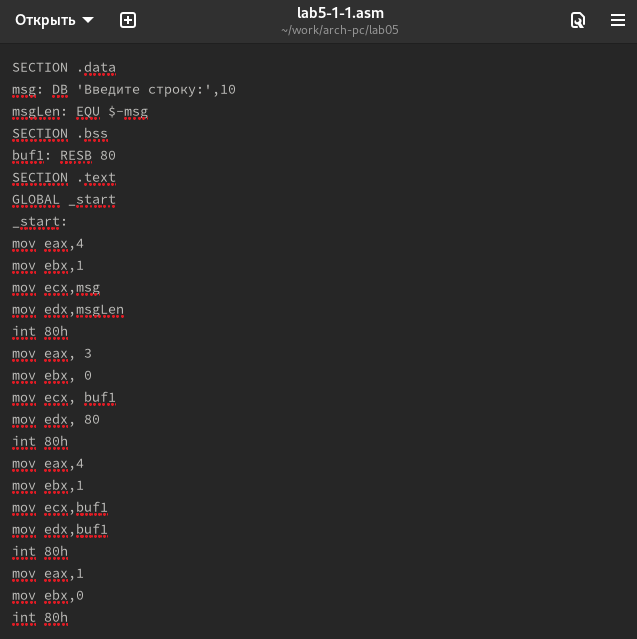 Открыть
lab5-1-1.asm
~/work/arch-pc/lab05
SECTION .data
msg: DB 'Введите строку:',10
msgLen: EQU $-msg
SECTION .bss
buf1: RESB 80
SECTION .text
GLOBAL _start
_start:
mov eax,4
mov ebx,1
mov ecx,msg
mov edx,msgLen
int 80h
mov eax, 3
mov ebx, 0
mov ecx, buf1
mov edx, 80
int 80h
mov eax,4
mov ebx,1
mov ecx,buf1
mov edx,buf1
int 80h
mov eax,1
mov ebx,0
int 80h